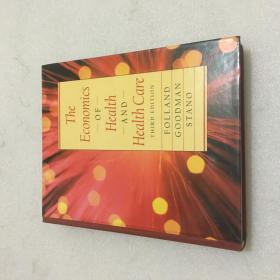 The
Economics
— OF —
Health
— AND —
Health Care
THIRD EDITION
FOLLAND
GOODMAN
STANO